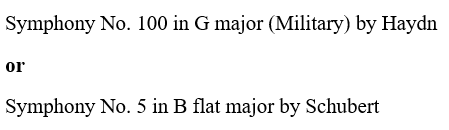 Symphony No. 100 in G major (Military) by Haydn
or
Symphony No. 5 in B flat major by Schubert